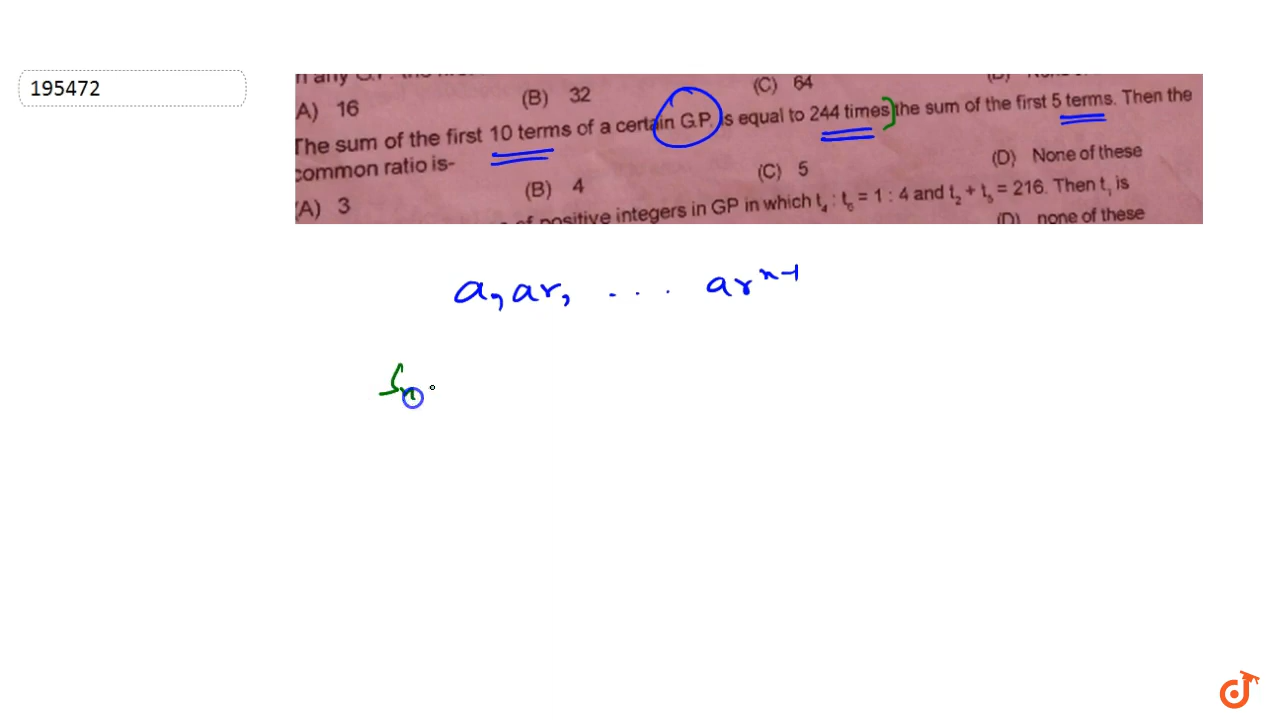 195472
A) 16 (B) 32 (C) 64
The sum of the first 10 terms of a certain G.P. is equal to 244 times the sum of the first 5 terms. Then the
common ratio is-
(A) 3 (B) 4 (C) 5 (D) None of these
of positive integers in GP in which t₄ : t₆ = 1 : 4 and t₂ + t₅ = 216. Then t₁ is
(D) none of these
a, ar, . . . ar^{n-1}
Sₙ